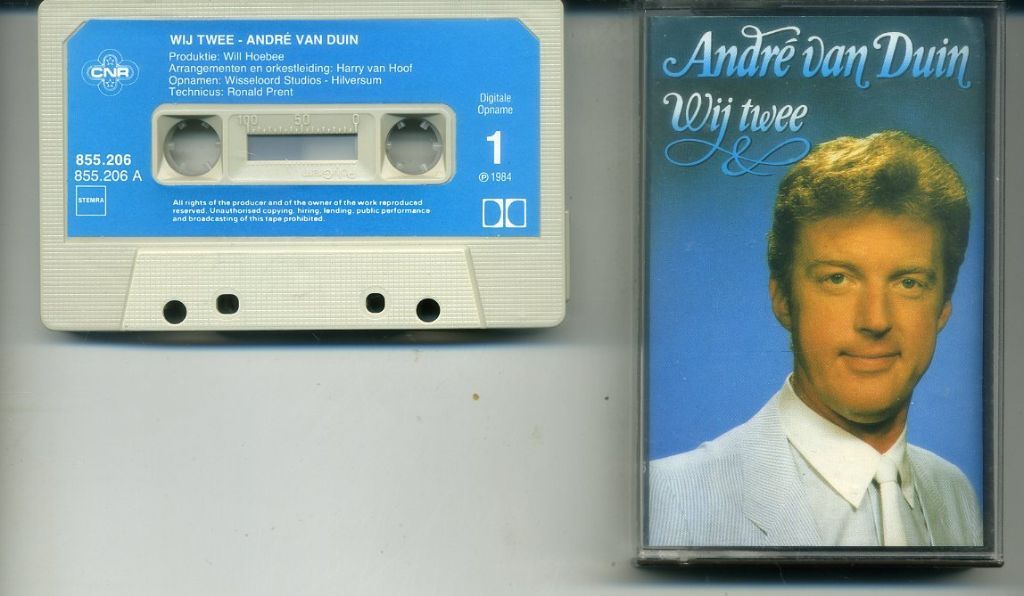 WIJ TWEE - ANDRÉ VAN DUIN
Produktie: Will Hoebee
Arrangementen en orkestleiding: Harry van Hoof
Opnamen: Wisseloord Studios - Hilversum
Technicus: Ronald Prent
CNR
Digitale
Opname
100 50 0
1
PolyGram
855.206
855.206 A
℗ 1984
STEMRA
All rights of the producer and of the owner of the work reproduced
reserved. Unauthorised copying, hiring, lending, public performance
and broadcasting of this tape prohibited.
André van Duin
Wij twee